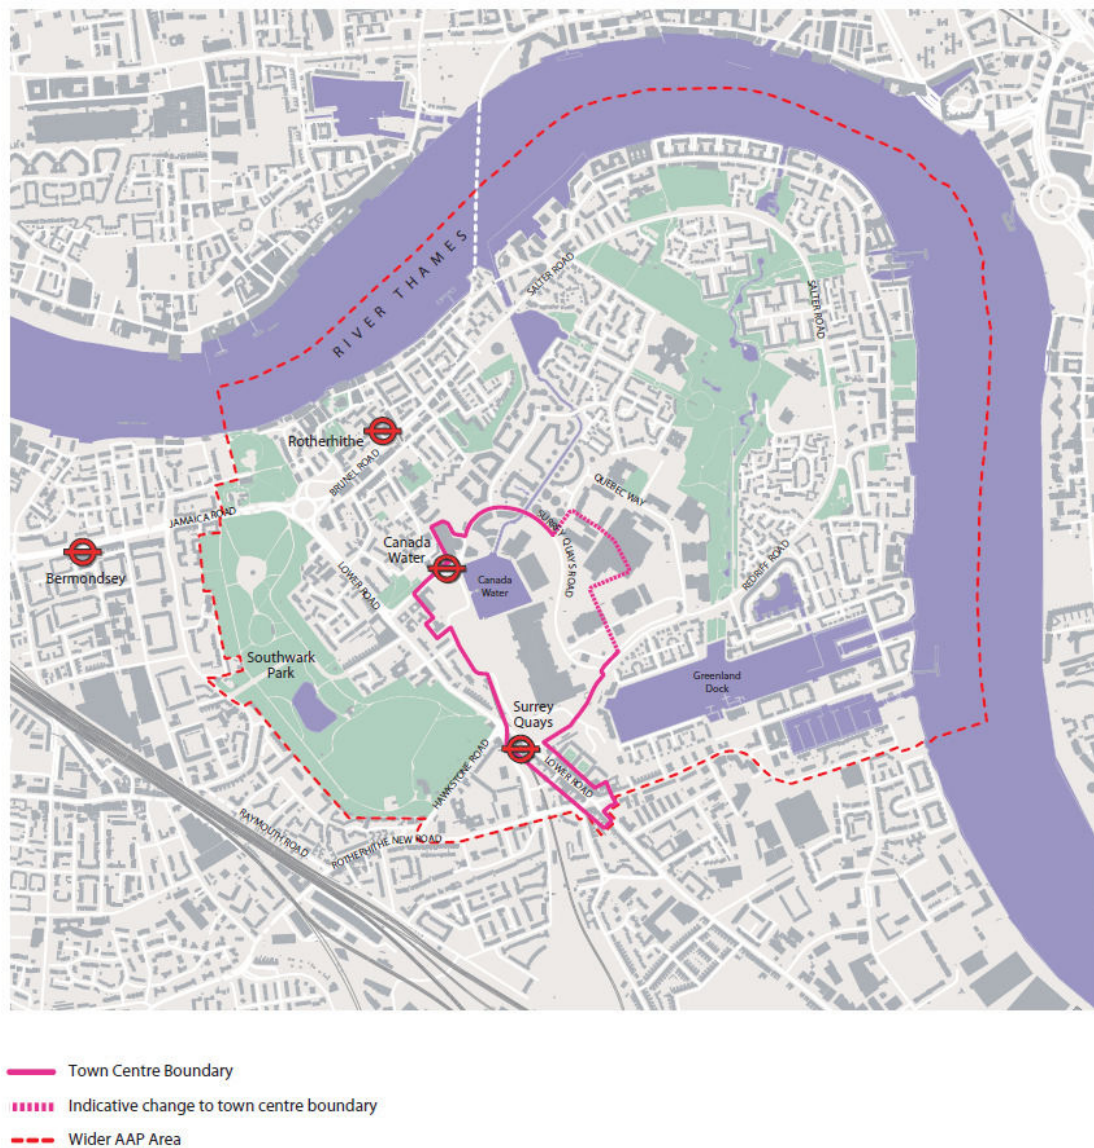 RIVER THAMES
SALTER ROAD
SALTER ROAD
Rotherhithe
BRUNEL ROAD
QUEBEC WAY
JAMAICA ROAD
SURREY QUAYS ROAD
Canada
Water
Bermondsey
LOWER ROAD
Canada
Water
REDRIFF ROAD
Southwark
Park
Greenland
Dock
Surrey
Quays
HAWKSTONE ROAD
LOWER ROAD
RAYMOUTH ROAD
ROTHERHITHE NEW ROAD
Town Centre Boundary
Indicative change to town centre boundary
Wider AAP Area